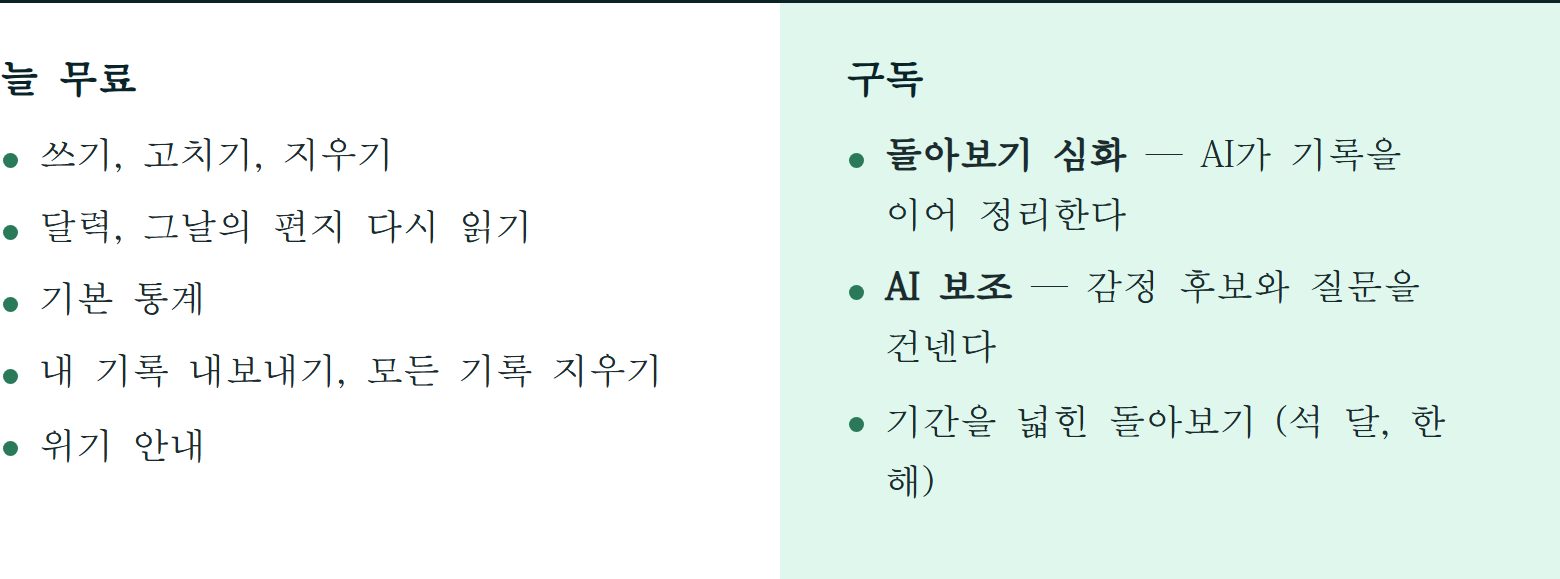 늘 무료
쓰기, 고치기, 지우기
달력, 그날의 편지 다시 읽기
기본 통계
내 기록 내보내기, 모든 기록 지우기
위기 안내
구독
돌아보기 심화 — AI가 기록을
이어 정리한다
AI 보조 — 감정 후보와 질문을
건넨다
기간을 넓힌 돌아보기 (석 달, 한
해)